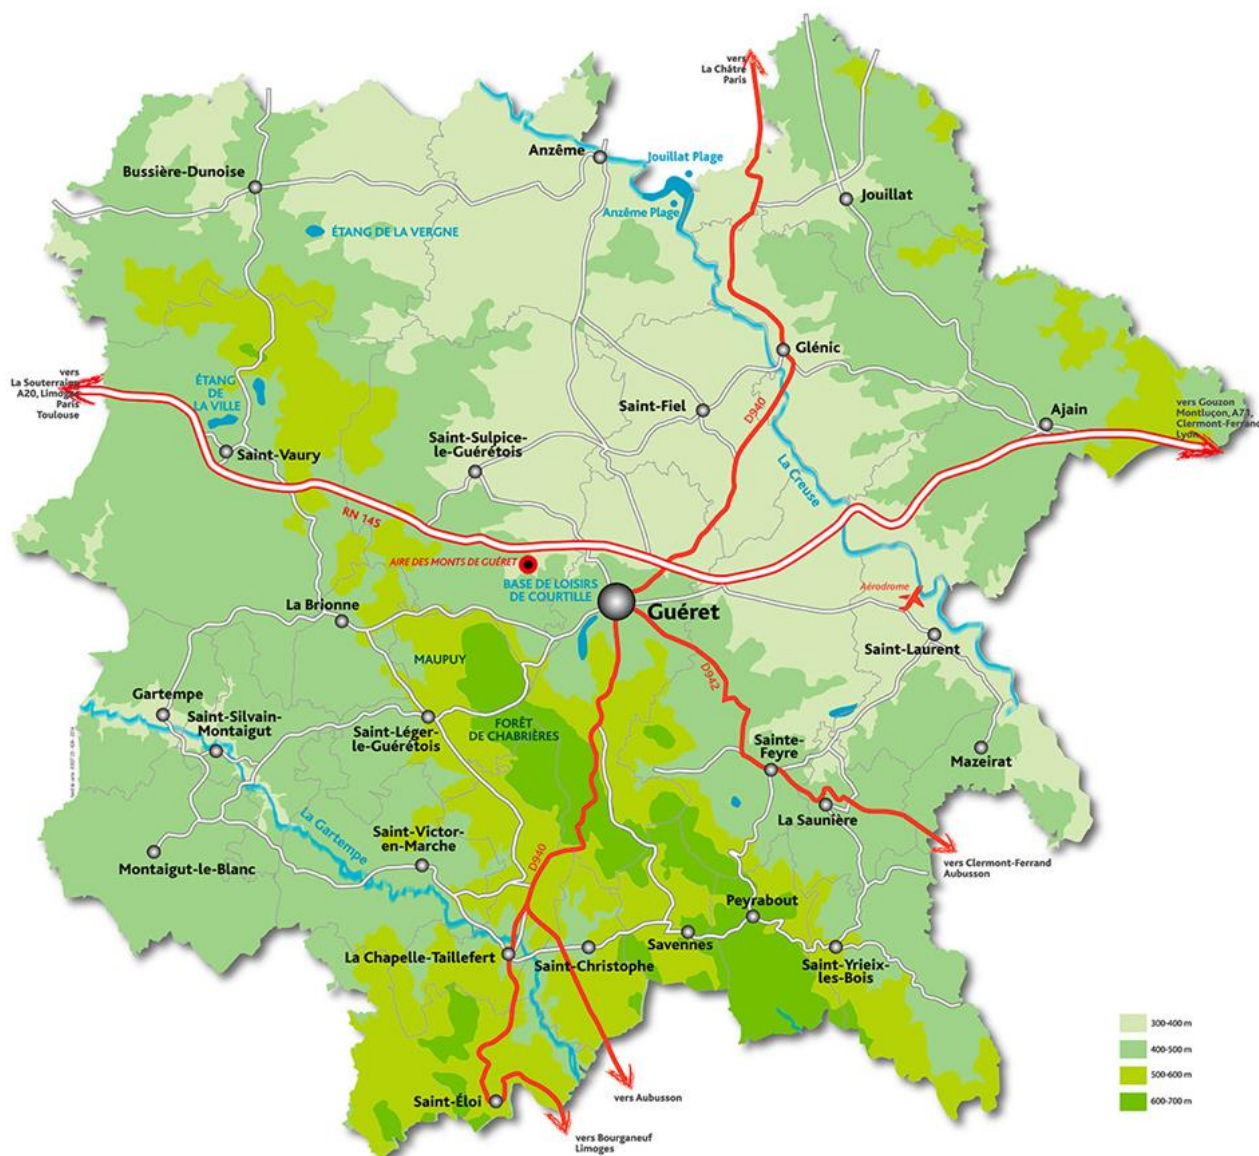 vers
La Châtre
Paris
Anzême
Jouillat Plage
Bussière-Dunoise
Jouillat
Anzême Plage
ÉTANG DE LA VERGNE
Glénic
vers
La Souterraine
A20, Limoges
Paris
Toulouse
ÉTANG
DE
LA VILLE
Saint-Fiel
D940
Ajain
vers Gouzon
Montluçon, A71,
Clermont-Ferrand
Lyon
Saint-Sulpice-
le-Guérétois
Saint-Vaury
La Creuse
RN 145
AIRE DES MONTS DE GUÉRET
BASE DE LOISIRS
DE COURTILLE
Aérodrome
La Brionne
Guéret
Saint-Laurent
MAUPUY
D942
Gartempe
Saint-Silvain-
Montaigut
Saint-Léger-
le-Guérétois
FORÊT
DE CHABRIÈRES
Sainte-
Feyre
Mazeirat
La Saunière
La Gartempe
Saint-Victor-
en-Marche
Montaigut-le-Blanc
D940
vers Clermont-Ferrand
Aubusson
Peyrabout
La Chapelle-Taillefert
Saint-Christophe
Savennes
Saint-Yrieix-
les-Bois
300-400 m
400-500 m
500-600 m
600-700 m
Saint-Éloi
vers Aubusson
vers Bourganeuf
Limoges